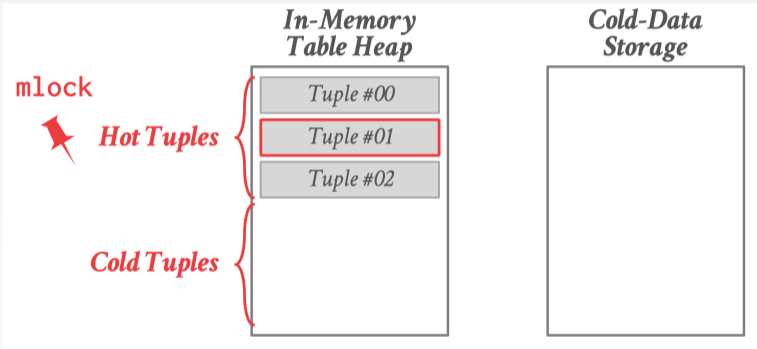 In-Memory
Table Heap
Cold-Data
Storage
mlock
Hot Tuples
Tuple #00
Tuple #01
Tuple #02
Cold Tuples